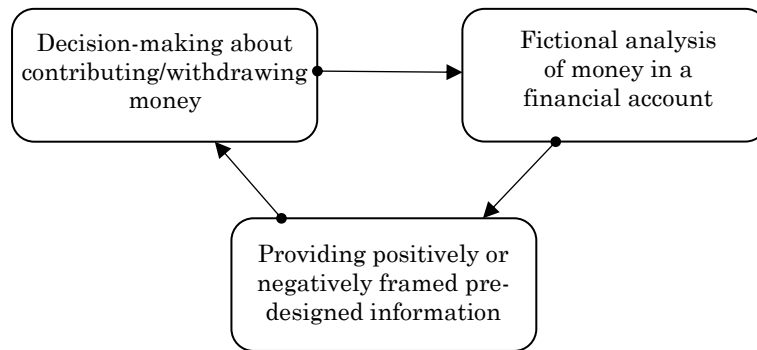 Decision-making about
contributing/withdrawing
money
Fictional analysis
of money in a
financial account
Providing positively or
negatively framed pre-
designed information